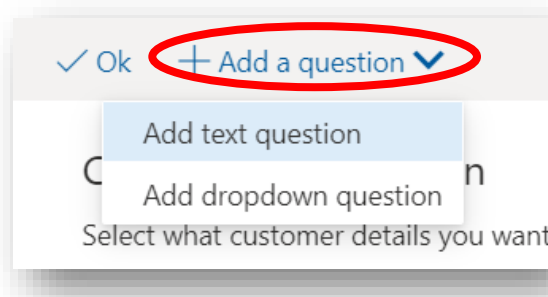 Ok Add a question
Add text question
Add dropdown question
Select what customer details you want